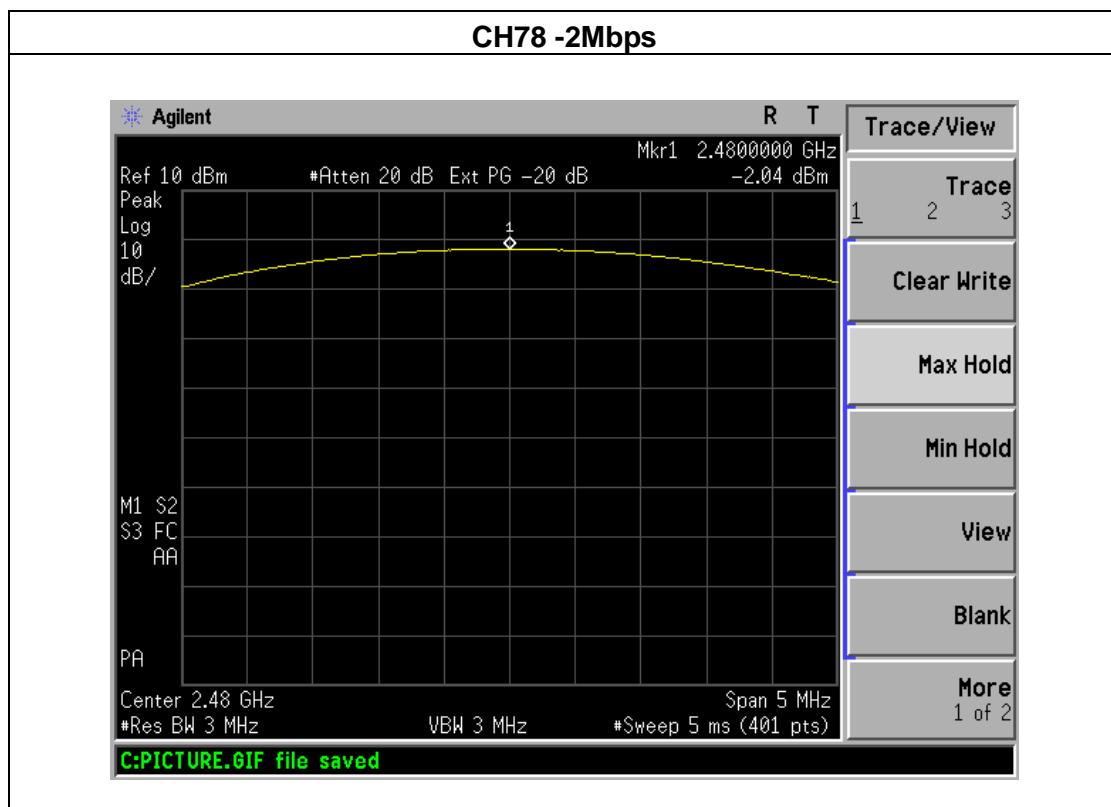 CH78 -2Mbps
Agilent R T
Mkr1 2.4800000 GHz
Ref 10 dBm #Atten 20 dB Ext PG -20 dB -2.04 dBm
Peak
Log
10
dB/
1
M1 S2
S3 FC
AA
PA
Center 2.48 GHz Span 5 MHz
#Res BW 3 MHz VBW 3 MHz #Sweep 5 ms (401 pts)
C:PICTURE.GIF file saved
Trace/View
Trace
1 2 3
Clear Write
Max Hold
Min Hold
View
Blank
More
1 of 2